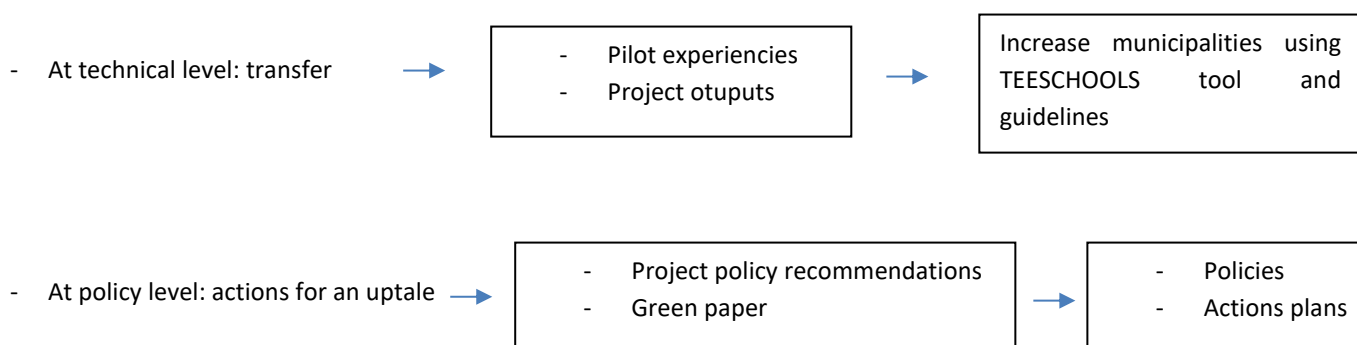 - At technical level: transfer
- Pilot experiencies
- Project otuputs
Increase municipalities using
TEESCHOOLS tool and
guidelines
- At policy level: actions for an uptale
- Project policy recommendations
- Green paper
- Policies
- Actions plans